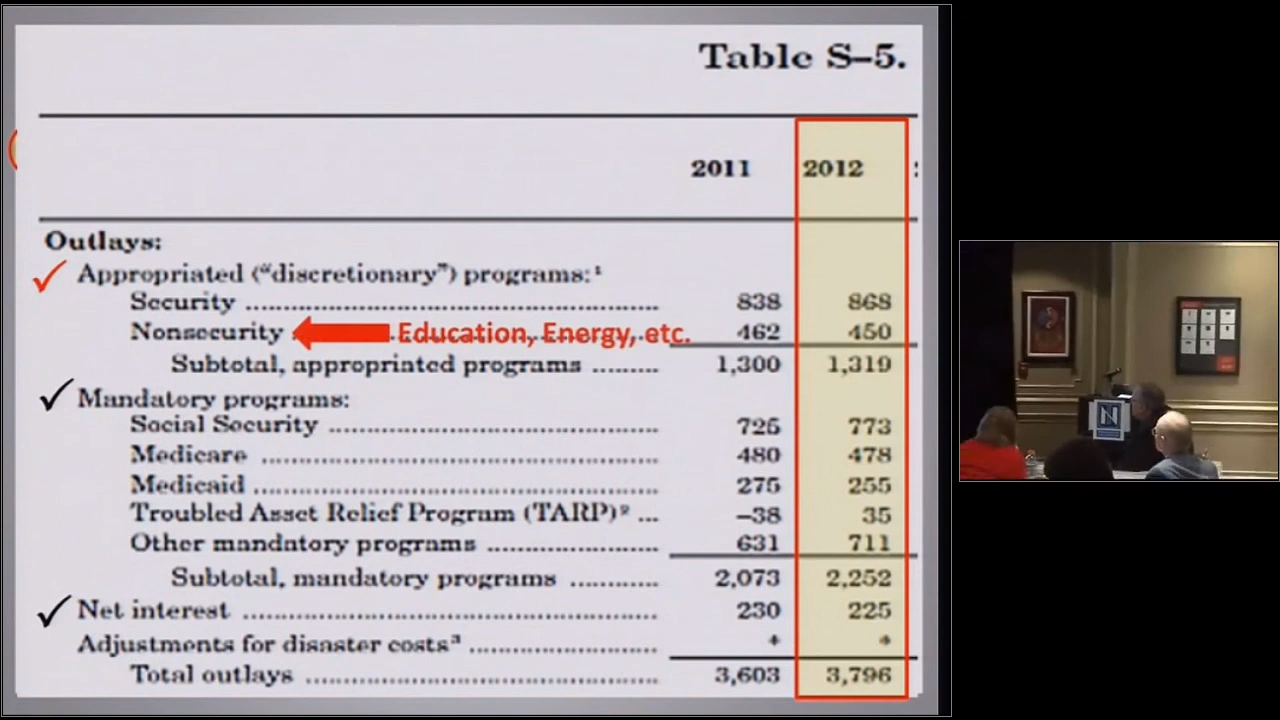 Table S–5.
2011 2012
Outlays:
Appropriated (“discretionary”) programs:¹
Security ........................................................ 838 868
Nonsecurity Education, Energy, etc. 462 450
Subtotal, appropriated programs ......... 1,300 1,319
Mandatory programs:
Social Security ............................................ 725 773
Medicare ...................................................... 480 478
Medicaid ....................................................... 275 255
Troubled Asset Relief Program (TARP)² ... –38 35
Other mandatory programs ........................ 631 711
Subtotal, mandatory programs ............ 2,073 2,252
Net interest ...................................................... 230 225
Adjustments for disaster costs³ ......................... * *
Total outlays ............................................... 3,603 3,796
N